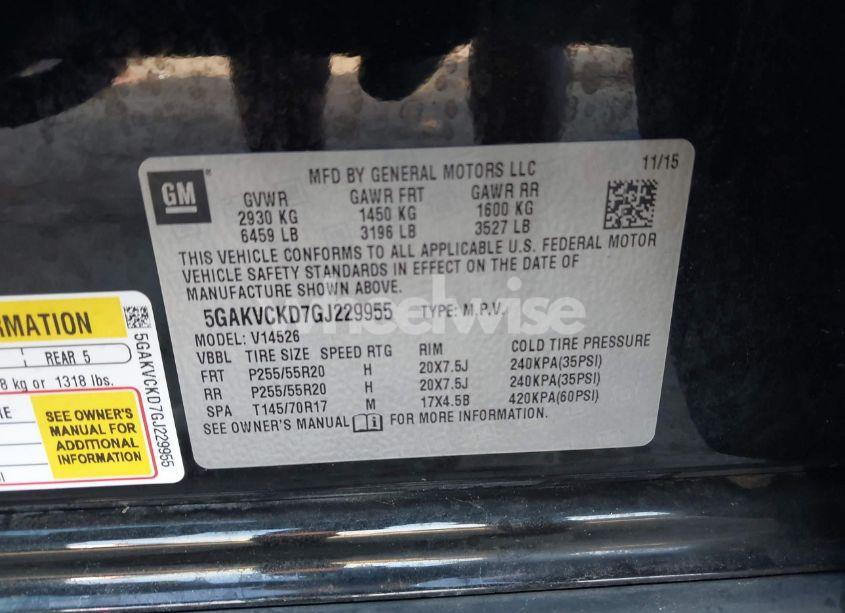 GM
MFD BY GENERAL MOTORS LLC
11/15
GVWR GAWR FRT GAWR RR
2930 KG 1450 KG 1600 KG
6459 LB 3196 LB 3527 LB
THIS VEHICLE CONFORMS TO ALL APPLICABLE U.S. FEDERAL MOTOR
VEHICLE SAFETY STANDARDS IN EFFECT ON THE DATE OF
MANUFACTURE SHOWN ABOVE.
5GAKVCKD7GJ229955 TYPE: M.P.V.
MODEL: V14526
VBBL TIRE SIZE SPEED RTG RIM COLD TIRE PRESSURE
FRT P255/55R20 H 20X7.5J 240KPA(35PSI)
RR P255/55R20 H 20X7.5J 240KPA(35PSI)
SPA T145/70R17 M 17X4.5B 420KPA(60PSI)
SEE OWNER'S MANUAL i FOR MORE INFORMATION.
wheelwise
REAR 5
8 kg or 1318 lbs.
SEE OWNER'S
MANUAL FOR
ADDITIONAL
INFORMATION
5GAKVCKD7GJ229955